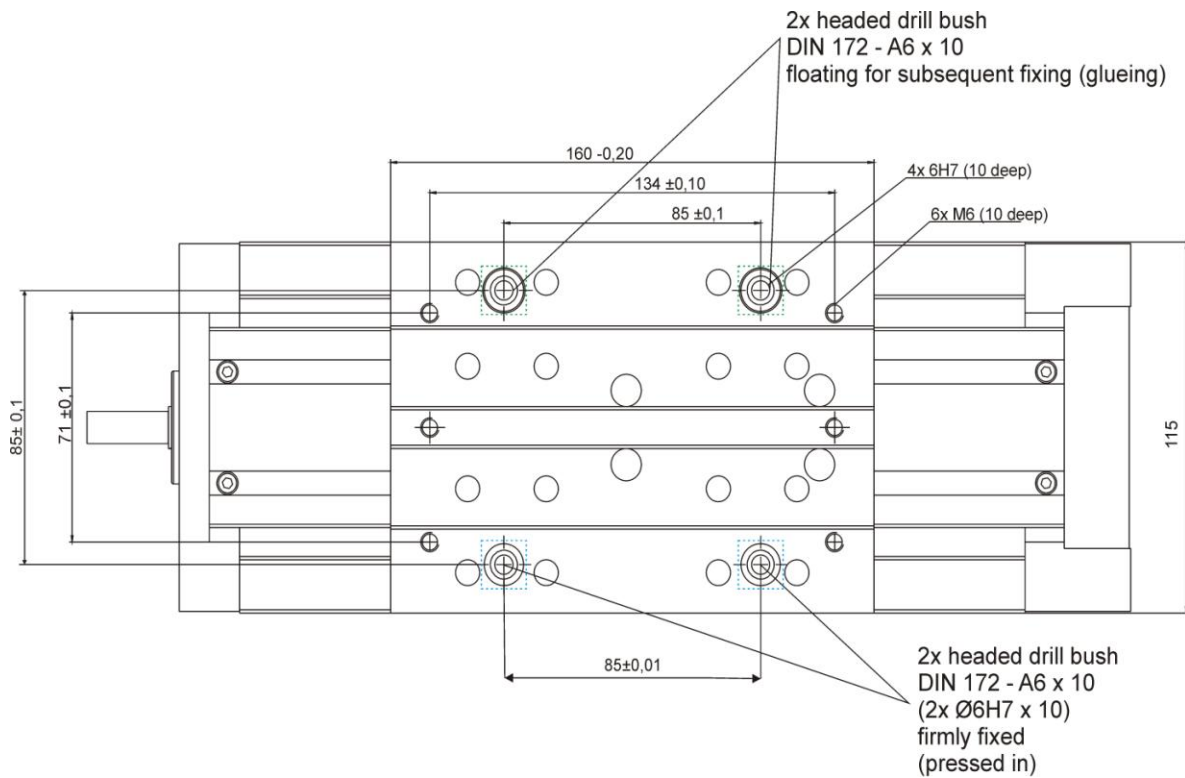 2x headed drill bush
DIN 172 - A6 x 10
floating for subsequent fixing (glueing)
160 -0,20
134 ±0,10
4x 6H7 (10 deep)
85 ±0,1
6x M6 (10 deep)
85± 0,1
71 ±0,1
115
85±0,01
2x headed drill bush
DIN 172 - A6 x 10
(2x Ø6H7 x 10)
firmly fixed
(pressed in)